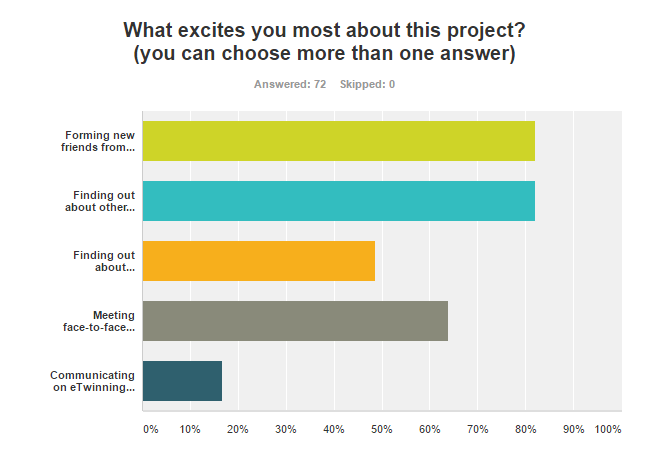 What excites you most about this project?
(you can choose more than one answer)
Answered: 72 Skipped: 0
Forming new
friends from...
Finding out
about other...
Finding out
about...
Meeting
face-to-face...
Communicating
on eTwinning...
0% 10% 20% 30% 40% 50% 60% 70% 80% 90% 100%